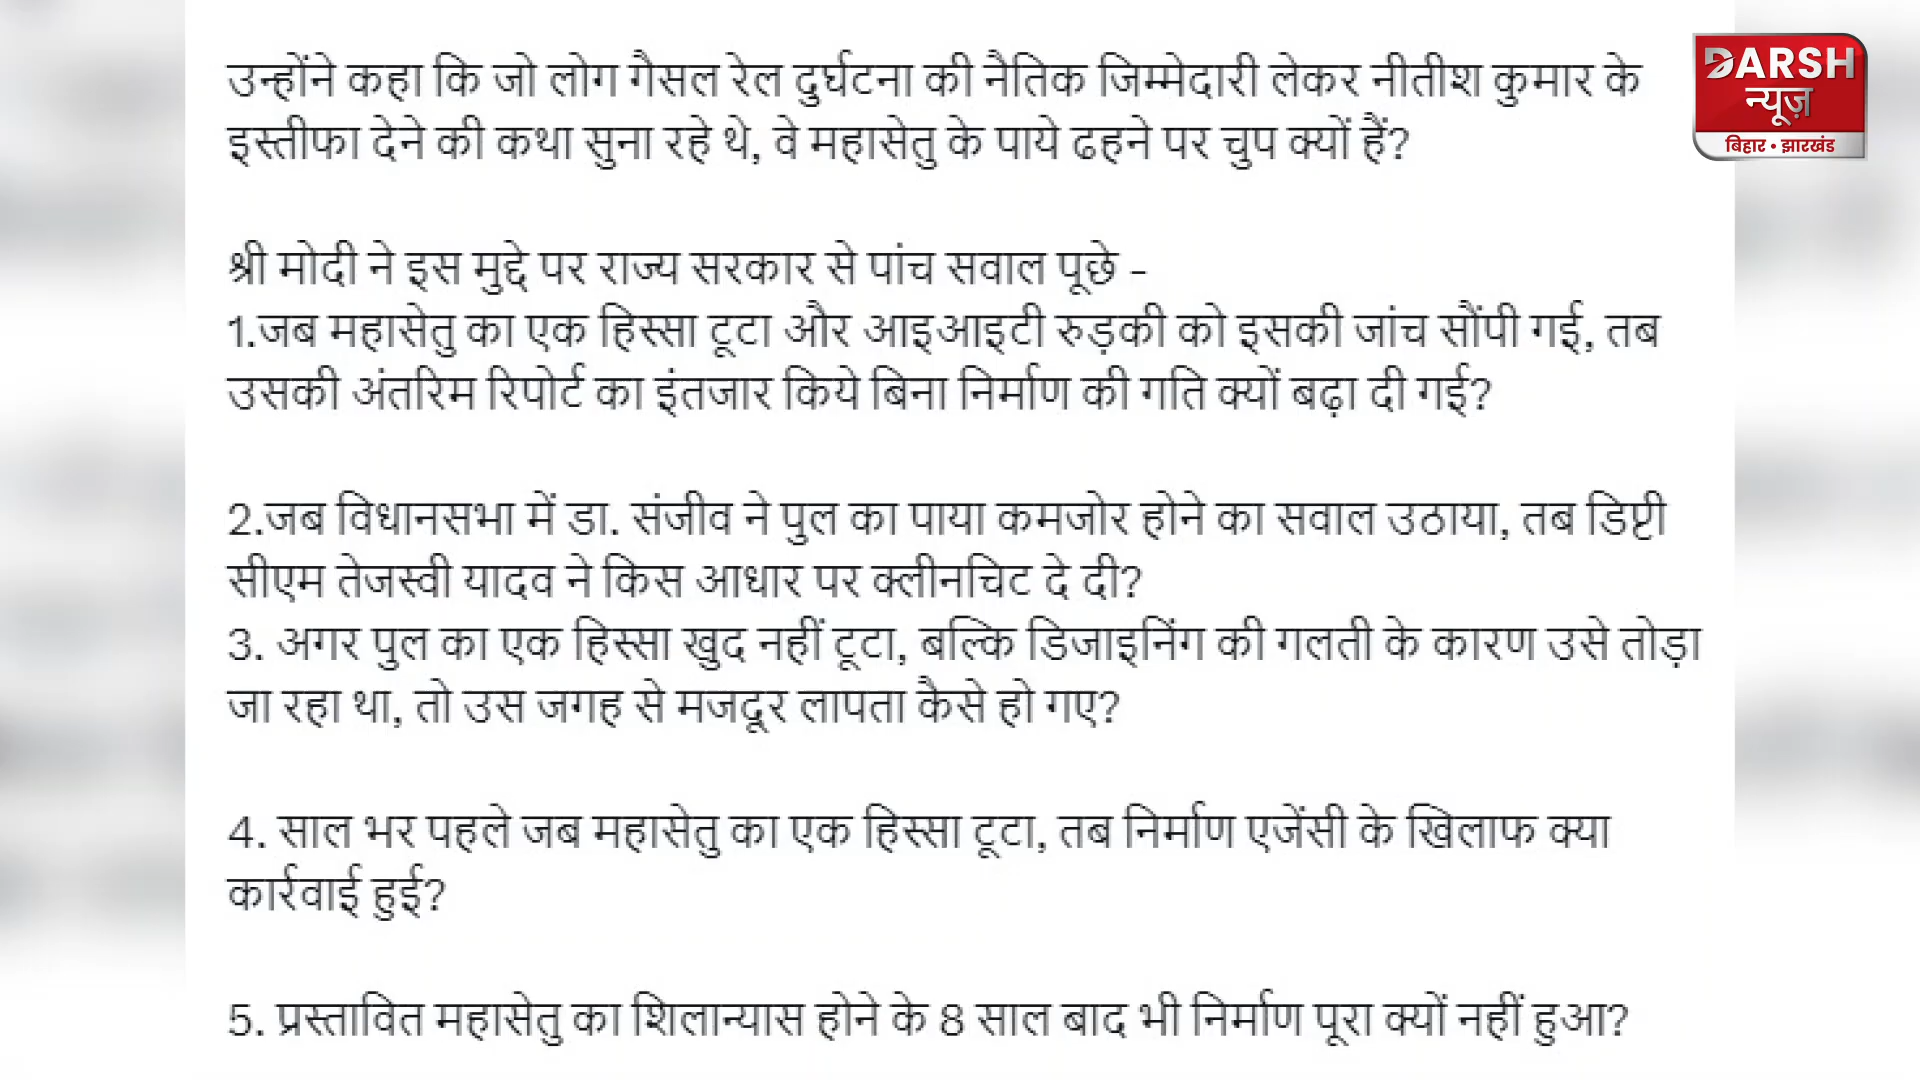 उन्होंने कहा कि जो लोग गैसल रेल दुर्घटना की नैतिक जिम्मेदारी लेकर नीतीश कुमार के
इस्तीफा देने की कथा सुना रहे थे, वे महासेतु के पाये ढहने पर चुप क्यों हैं?
श्री मोदी ने इस मुद्दे पर राज्य सरकार से पांच सवाल पूछे -
1.जब महासेतु का एक हिस्सा टूटा और आइआइटी रुड़की को इसकी जांच सौंपी गई, तब
उसकी अंतरिम रिपोर्ट का इंतजार किये बिना निर्माण की गति क्यों बढ़ा दी गई?
2.जब विधानसभा में डा. संजीव ने पुल का पाया कमजोर होने का सवाल उठाया, तब डिप्टी
सीएम तेजस्वी यादव ने किस आधार पर क्लीनचिट दे दी?
3. अगर पुल का एक हिस्सा खुद नहीं टूटा, बल्कि डिजाइनिंग की गलती के कारण उसे तोड़ा
जा रहा था, तो उस जगह से मजदूर लापता कैसे हो गए?
4. साल भर पहले जब महासेतु का एक हिस्सा टूटा, तब निर्माण एजेंसी के खिलाफ क्या
कार्रवाई हुई?
5. प्रस्तावित महासेतु का शिलान्यास होने के 8 साल बाद भी निर्माण पूरा क्यों नहीं हुआ?
DARSH
न्यूज़
बिहार • झारखंड